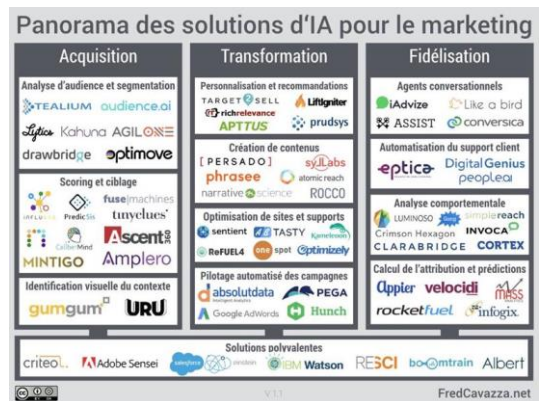 Panorama des solutions d'IA pour le marketing
Acquisition
Analyse d'audience et segmentation
TEALIUM audience.ai
Lytics Kahuna AGILONE
drawbridge optimove
Scoring et ciblage
INFLUENS PredicSis fuse|machines
tinyclues
CaliberMind Ascent360
MINTIGO Amplero
Identification visuelle du contexte
gumgum URU
Transformation
Personnalisation et recommandations
TARGET2SELL LiftIgniter
richrelevance
APTTUS prudsys
Création de contenus
[PERSADO] syllabs
phrasee atomic reach
narrative science ROCCO
Optimisation de sites et supports
sentient TASTY Kameleoon
ReFUEL4 one spot Optimizely
Pilotage automatisé des campagnes
absolutdata PEGA
Google AdWords Hunch
Fidélisation
Agents conversationnels
iAdvize Like a bird
ASSIST conversica
Automatisation du support client
eptica DigitalGenius
people.ai
Analyse comportementale
LUMINOSO simplereach
Crimson Hexagon INVOCA
CLARABRIDGE CORTEX
Calcul de l'attribution et prédictions
Appier velocidi MASS
rocketfuel infogix
Solutions polyvalentes
criteo. Adobe Sensei salesforce einstein IBM Watson RESCI boomtrain Albert
V 1.1
FredCavazza.net